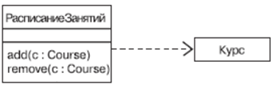 РасписаниеЗанятий
add(c : Course)
remove(c : Course)
Курс